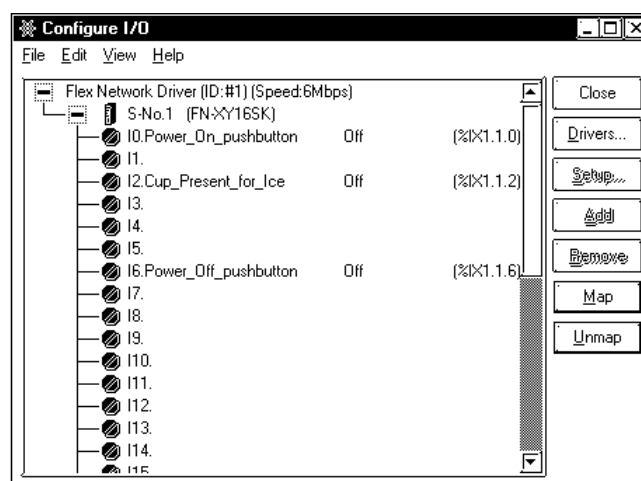 Configure I/O
File Edit View Help
Flex Network Driver (ID:#1) (Speed:6Mbps)
S-No.1 (FN-XY16SK)
I0.Power_On_pushbutton Off (%IX1.1.0)
I1.
I2.Cup_Present_for_Ice Off (%IX1.1.2)
I3.
I4.
I5.
I6.Power_Off_pushbutton Off (%IX1.1.6)
I7.
I8.
I9.
I10.
I11.
I12.
I13.
I14.
I15.
Close
Drivers...
Setup...
Add
Remove
Map
Unmap